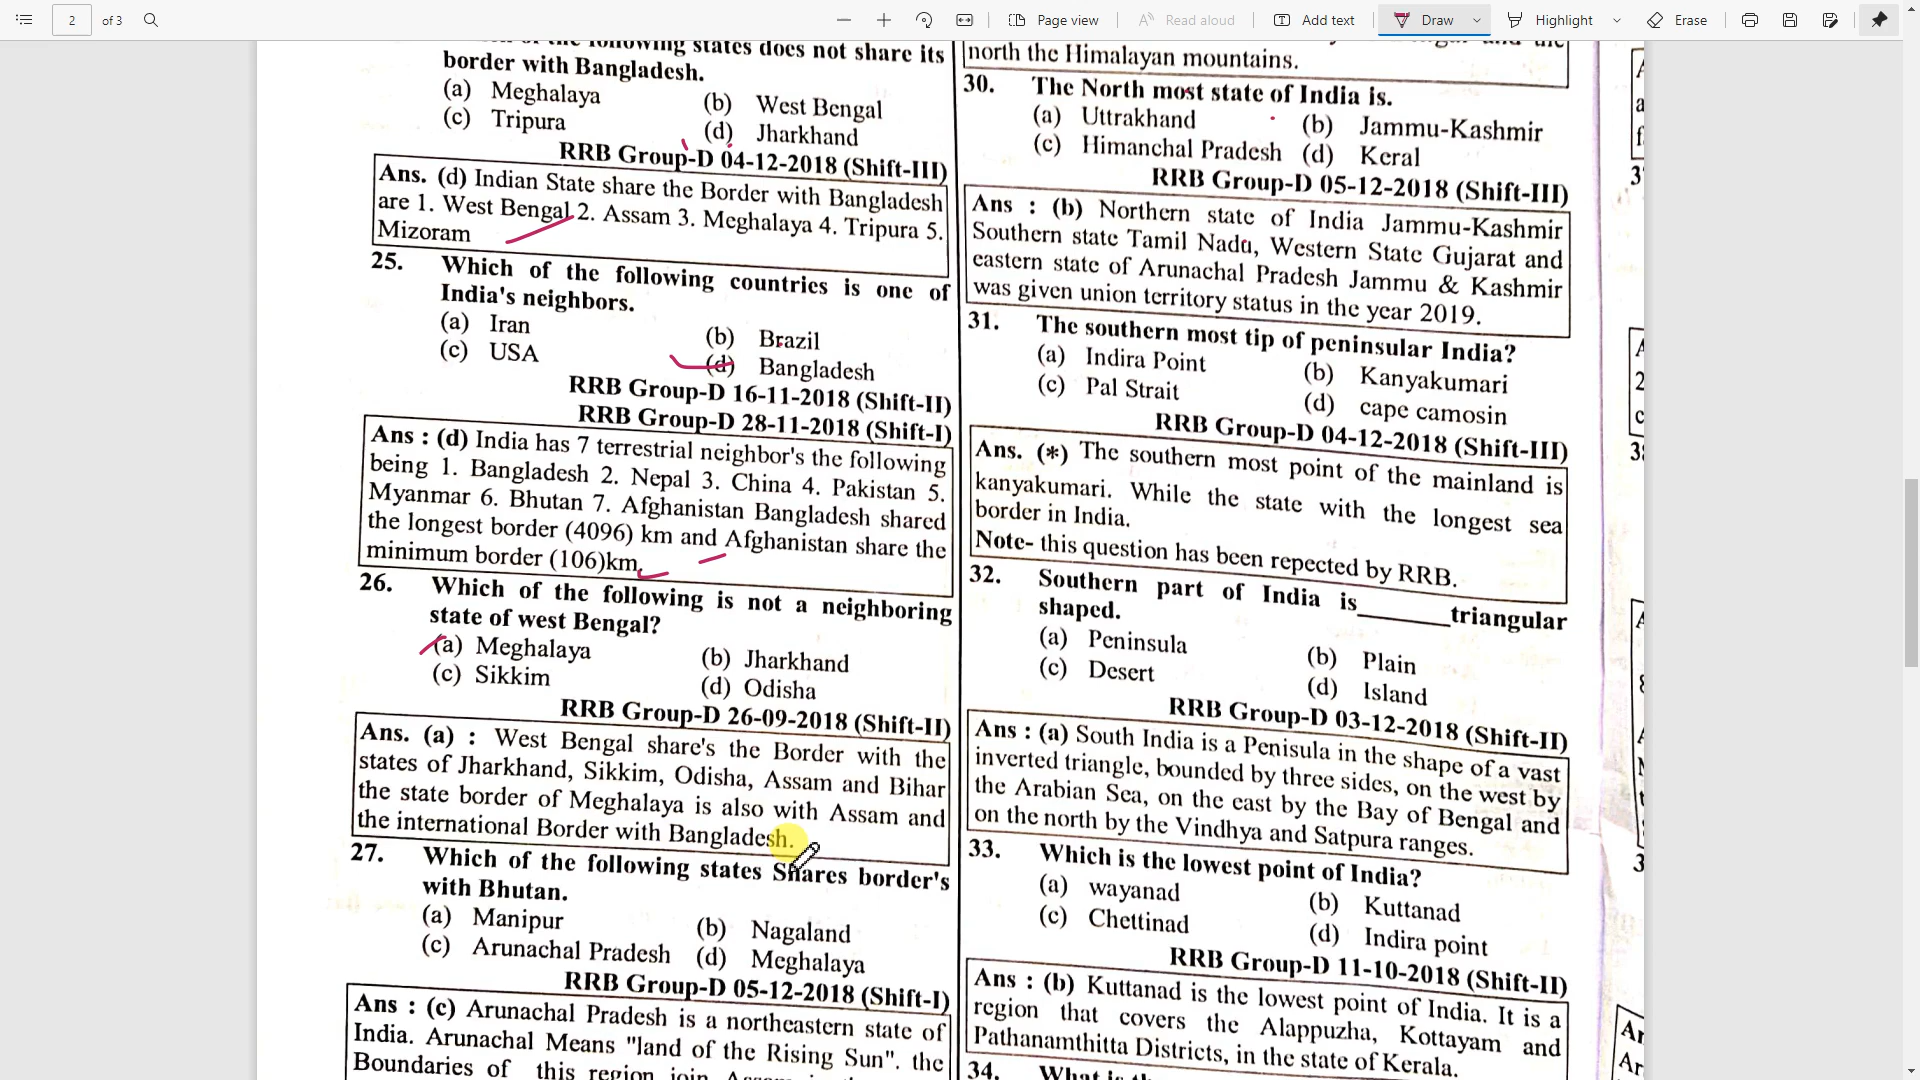 2 of 3
Page view
Read aloud
Add text
Draw
Highlight
Erase
following states does not share its
border with Bangladesh.
(a) Meghalaya (b) West Bengal
(c) Tripura (d) Jharkhand
RRB Group-D 04-12-2018 (Shift-III)
Ans. (d) Indian State share the Border with Bangladesh
are 1. West Bengal 2. Assam 3. Meghalaya 4. Tripura 5.
Mizoram
25. Which of the following countries is one of
India's neighbors.
(a) Iran (b) Brazil
(c) USA (d) Bangladesh
RRB Group-D 16-11-2018 (Shift-II)
RRB Group-D 28-11-2018 (Shift-I)
Ans : (d) India has 7 terrestrial neighbor's the following
being 1. Bangladesh 2. Nepal 3. China 4. Pakistan 5.
Myanmar 6. Bhutan 7. Afghanistan Bangladesh shared
the longest border (4096) km and Afghanistan share the
minimum border (106)km.
26. Which of the following is not a neighboring
state of west Bengal?
(a) Meghalaya (b) Jharkhand
(c) Sikkim (d) Odisha
RRB Group-D 26-09-2018 (Shift-II)
Ans. (a) : West Bengal share's the Border with the
states of Jharkhand, Sikkim, Odisha, Assam and Bihar
the state border of Meghalaya is also with Assam and
the international Border with Bangladesh.
27. Which of the following states Shares border's
with Bhutan.
(a) Manipur (b) Nagaland
(c) Arunachal Pradesh (d) Meghalaya
RRB Group-D 05-12-2018 (Shift-I)
Ans : (c) Arunachal Pradesh is a northeastern state of
India. Arunachal Means "land of the Rising Sun". the
Boundaries of this region join
north the Himalayan mountains.
30. The North most state of India is.
(a) Uttrakhand (b) Jammu-Kashmir
(c) Himanchal Pradesh (d) Keral
RRB Group-D 05-12-2018 (Shift-III)
Ans : (b) Northern state of India Jammu-Kashmir
Southern state Tamil Nadu, Western State Gujarat and
eastern state of Arunachal Pradesh Jammu & Kashmir
was given union territory status in the year 2019.
31. The southern most tip of peninsular India?
(a) Indira Point (b) Kanyakumari
(c) Pal Strait (d) cape camosin
RRB Group-D 04-12-2018 (Shift-III)
Ans. (*) The southern most point of the mainland is
kanyakumari. While the state with the longest sea
border in India.
Note- this question has been repected by RRB.
32. Southern part of India is_______triangular
shaped.
(a) Peninsula (b) Plain
(c) Desert (d) Island
RRB Group-D 03-12-2018 (Shift-II)
Ans : (a) South India is a Penisula in the shape of a vast
inverted triangle, bounded by three sides, on the west by
the Arabian Sea, on the east by the Bay of Bengal and
on the north by the Vindhya and Satpura ranges.
33. Which is the lowest point of India?
(a) wayanad (b) Kuttanad
(c) Chettinad (d) Indira point
RRB Group-D 11-10-2018 (Shift-II)
Ans : (b) Kuttanad is the lowest point of India. It is a
region that covers the Alappuzha, Kottayam and
Pathanamthitta Districts, in the state of Kerala.
34. What is